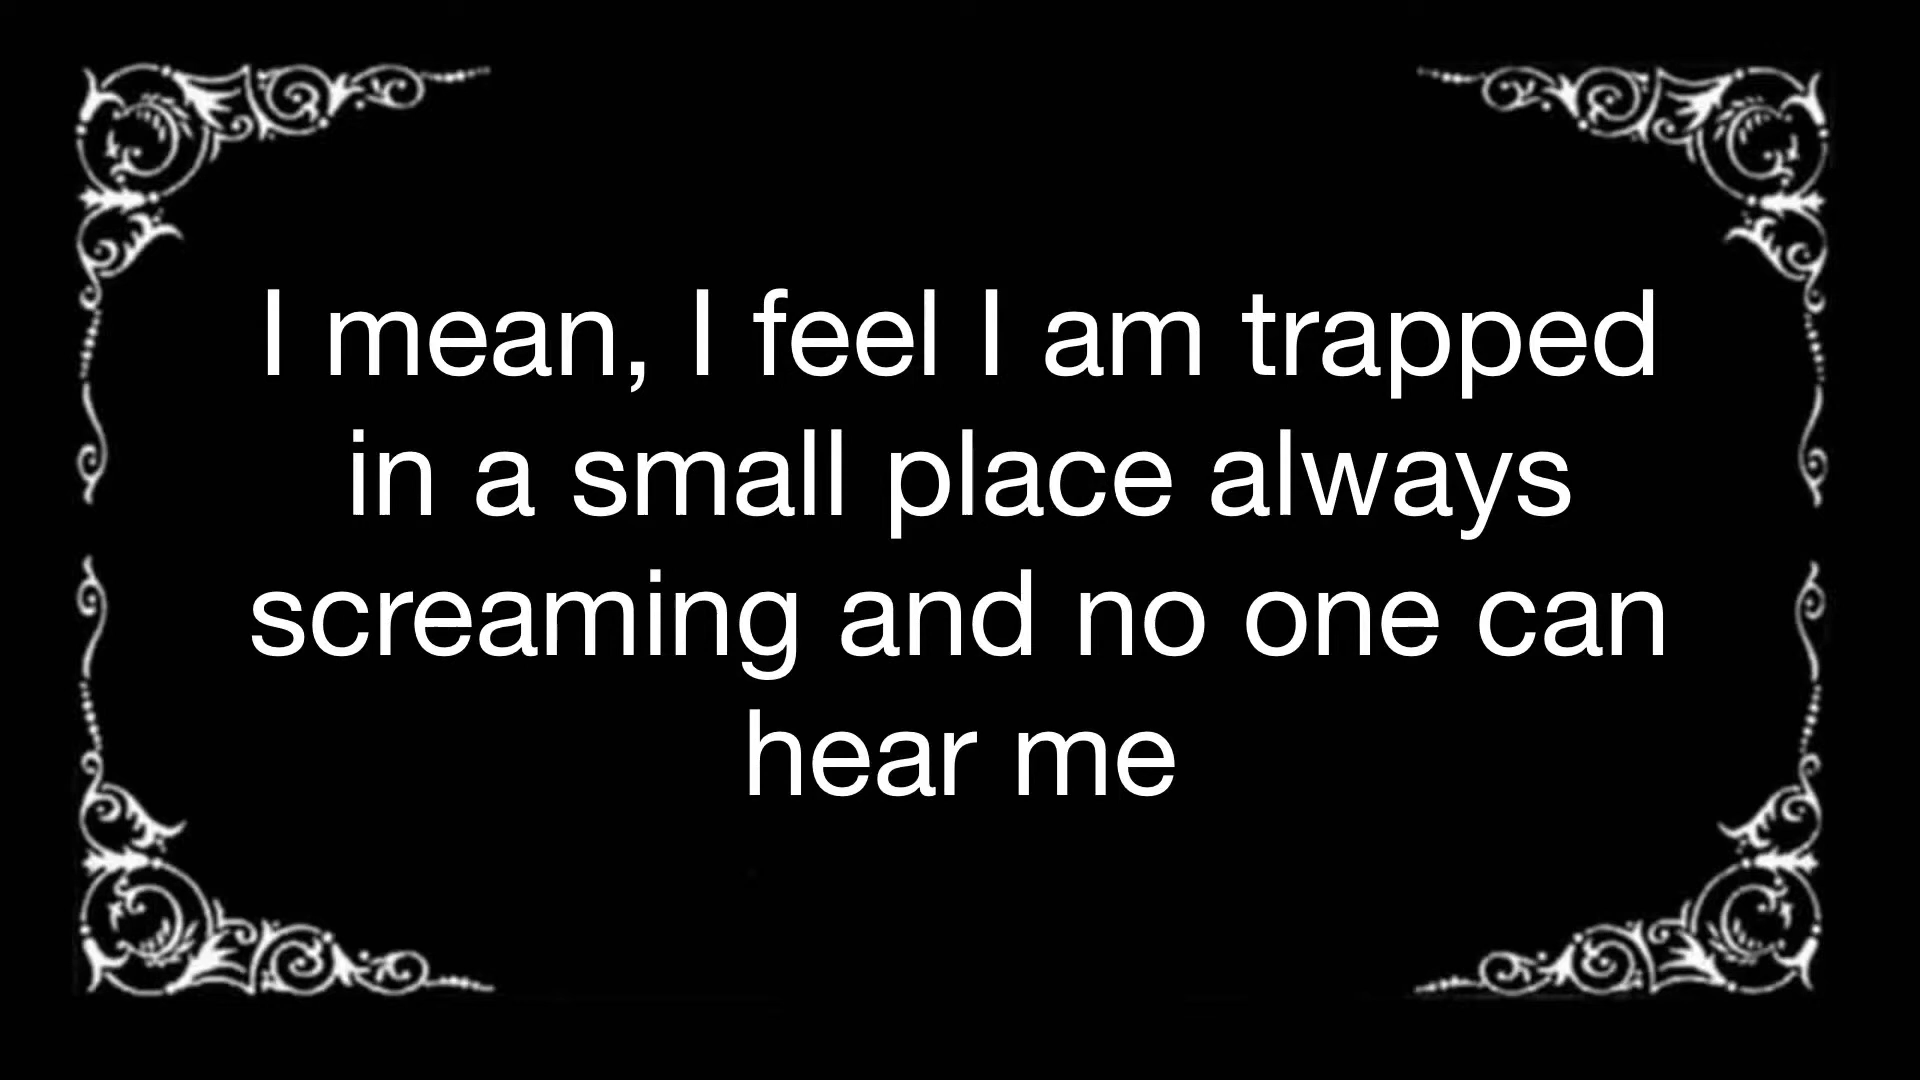 I mean, I feel I am trapped
in a small place always
screaming and no one can
hear me